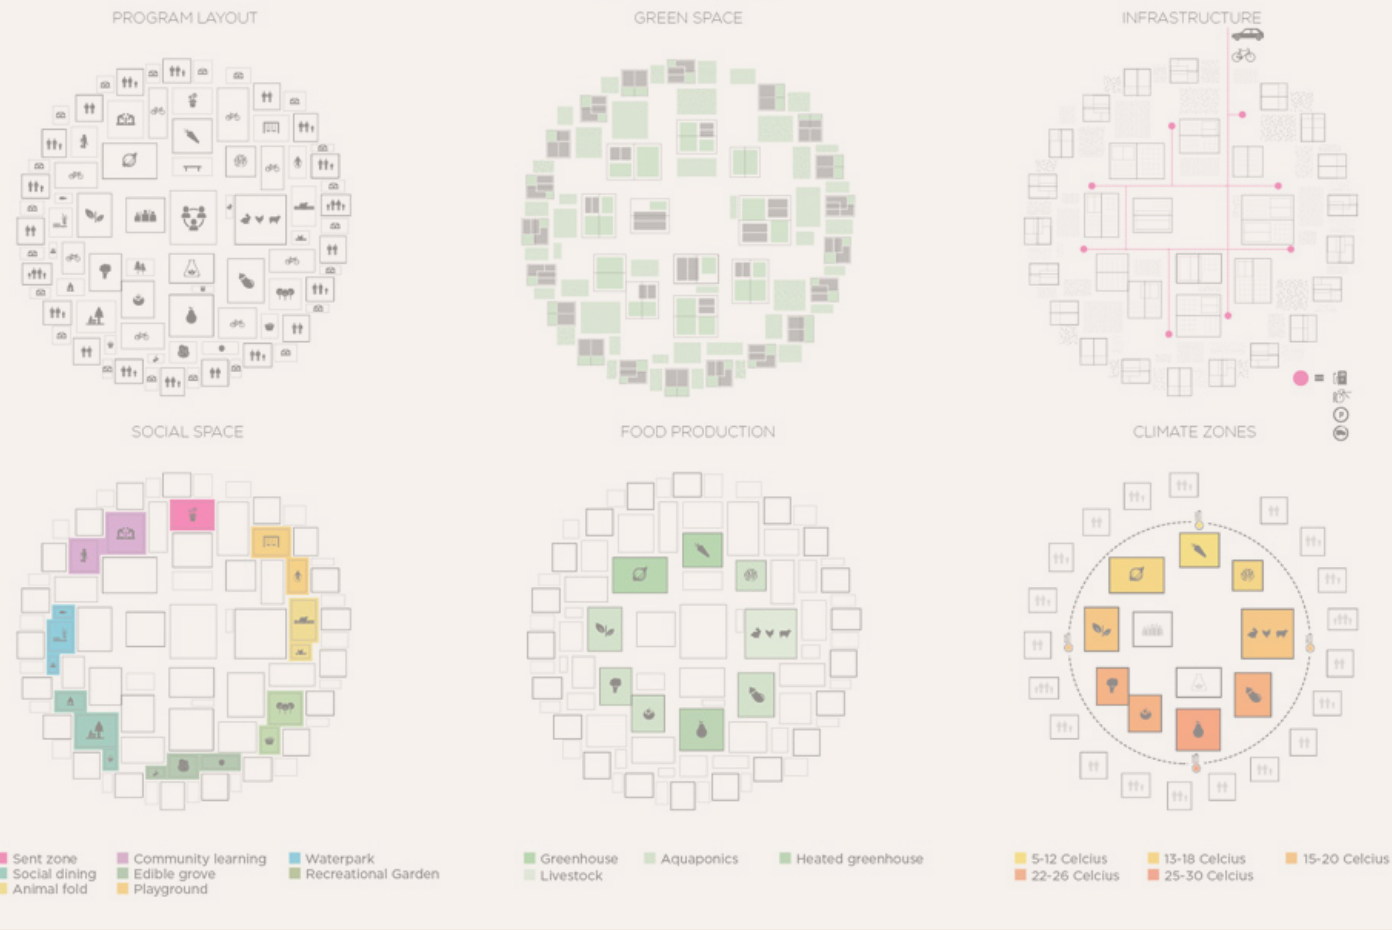 PROGRAM LAYOUT
GREEN SPACE
INFRASTRUCTURE
P
SOCIAL SPACE
FOOD PRODUCTION
CLIMATE ZONES
Sent zone
Community learning
Waterpark
Social dining
Edible grove
Recreational Garden
Animal fold
Playground
Greenhouse
Aquaponics
Heated greenhouse
Livestock
5-12 Celcius
13-18 Celcius
15-20 Celcius
22-26 Celcius
25-30 Celcius